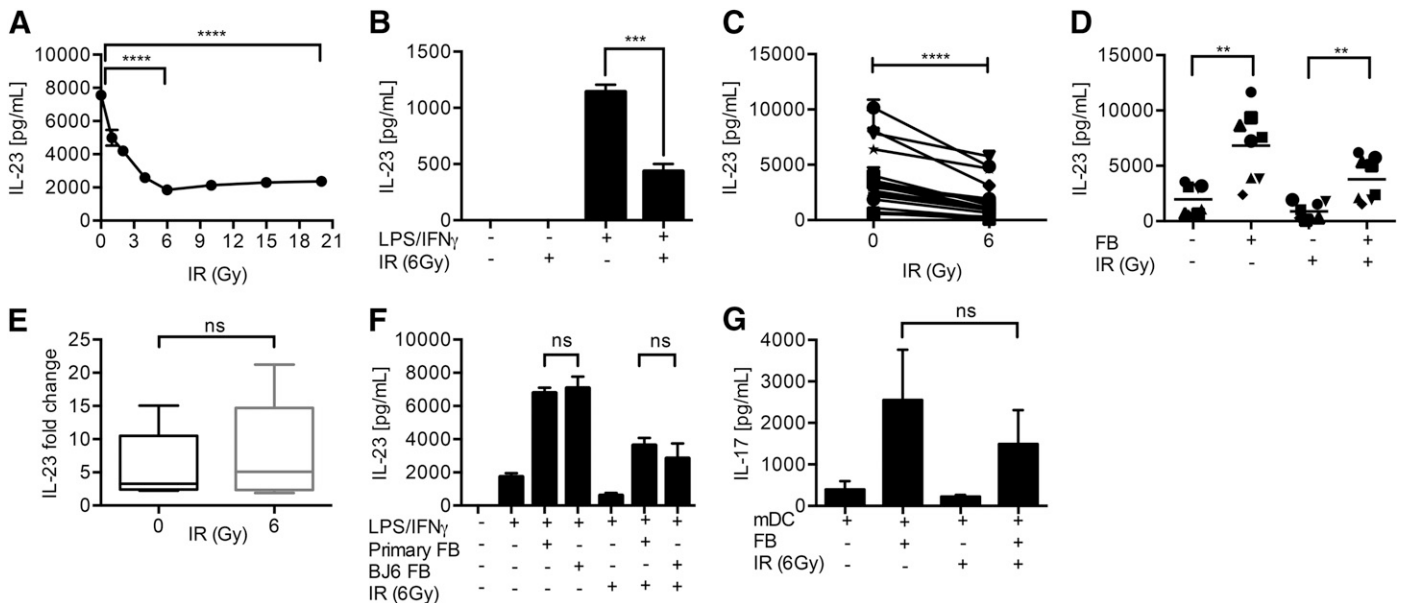 A
****
****
IL-23 [pg/mL]
10000
8000
6000
4000
2000
0
0 3 6 9 12 15 18 21
IR (Gy)
B
***
IL-23 [pg/mL]
1500
1000
500
0
LPS/IFNγ - - + +
IR (6Gy) - + - +
C
****
IL-23 [pg/mL]
15000
10000
5000
0
0 6
IR (Gy)
D
** **
IL-23 [pg/mL]
15000
10000
5000
0
FB - + - +
IR (Gy) - - + +
E
ns
IL-23 fold change
25
20
15
10
5
0
0 6
IR (Gy)
F
ns ns
IL-23 [pg/mL]
10000
8000
6000
4000
2000
0
LPS/IFNγ - + + + + + +
Primary FB - - + - - + -
BJ6 FB - - - + - - +
IR (6Gy) - - - - + + +
G
ns
IL-17 [pg/mL]
4000
3000
2000
1000
0
mDC + + + +
FB - + - +
IR (6Gy) - - + +